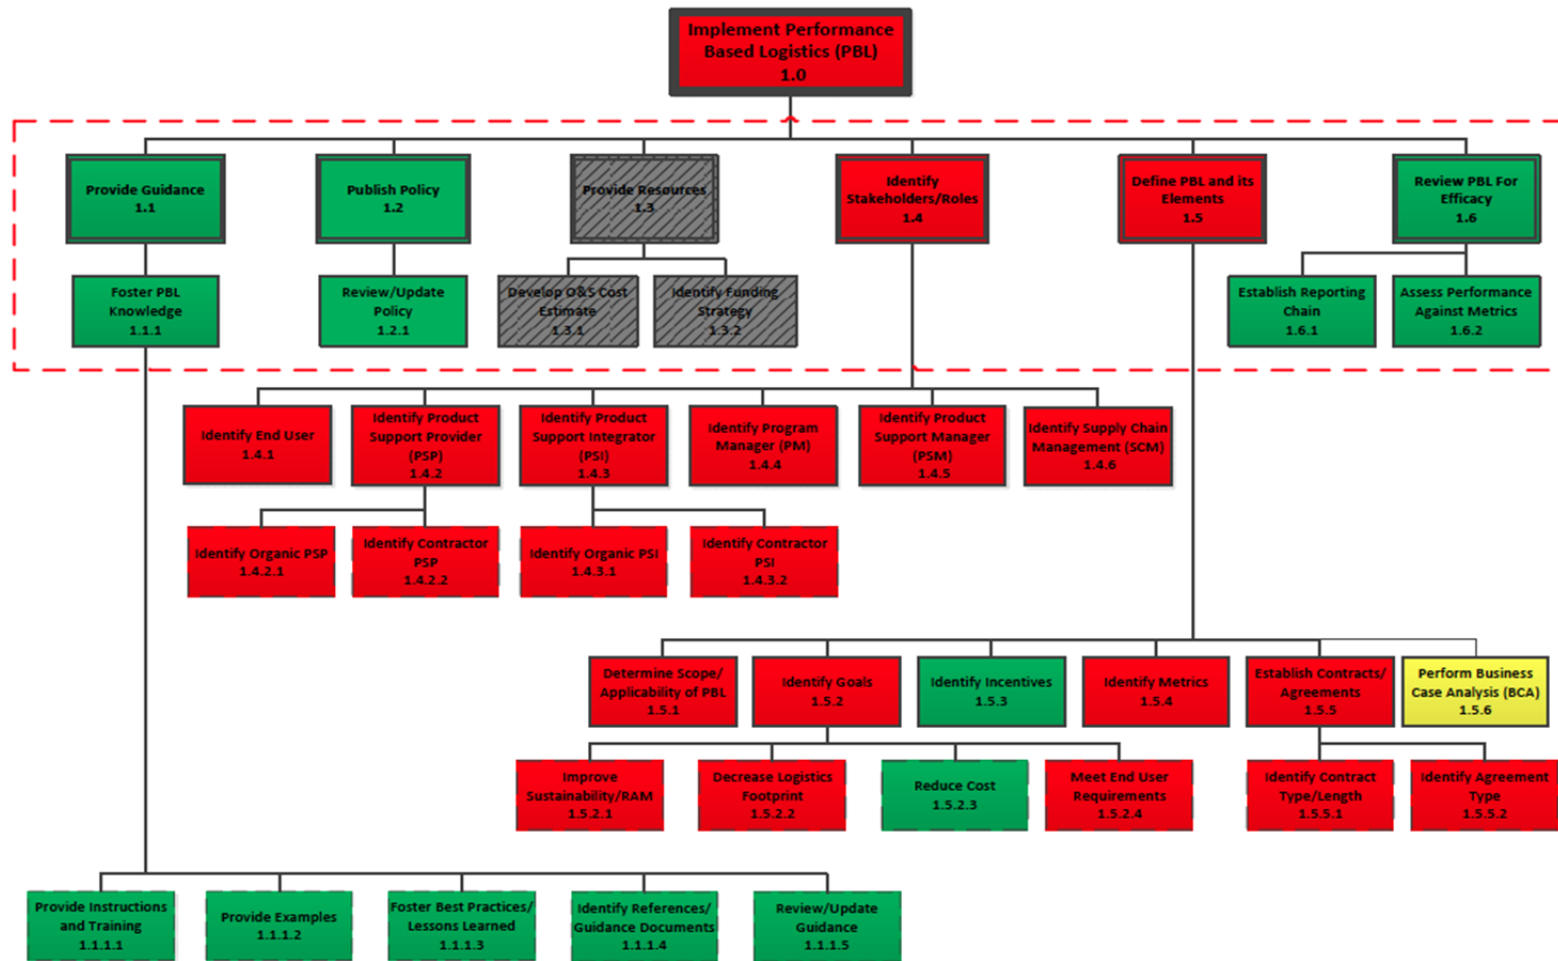 Implement Performance
Based Logistics (PBL)
1.0
Provide Guidance
1.1
Publish Policy
1.2
Provide Resources
1.3
Identify
Stakeholders/Roles
1.4
Define PBL and its
Elements
1.5
Review PBL For
Efficacy
1.6
Foster PBL
Knowledge
1.1.1
Review/Update
Policy
1.2.1
Develop O&S Cost
Estimate
1.3.1
Identify Funding
Strategy
1.3.2
Establish Reporting
Chain
1.6.1
Assess Performance
Against Metrics
1.6.2
Identify End User
1.4.1
Identify Product
Support Provider
(PSP)
1.4.2
Identify Product
Support Integrator
(PSI)
1.4.3
Identify Program
Manager (PM)
1.4.4
Identify Product
Support Manager
(PSM)
1.4.5
Identify Supply Chain
Management (SCM)
1.4.6
Identify Organic PSP
1.4.2.1
Identify Contractor
PSP
1.4.2.2
Identify Organic PSI
1.4.3.1
Identify Contractor
PSI
1.4.3.2
Determine Scope/
Applicability of PBL
1.5.1
Identify Goals
1.5.2
Identify Incentives
1.5.3
Identify Metrics
1.5.4
Establish Contracts/
Agreements
1.5.5
Perform Business
Case Analysis (BCA)
1.5.6
Improve
Sustainability/RAM
1.5.2.1
Decrease Logistics
Footprint
1.5.2.2
Reduce Cost
1.5.2.3
Meet End User
Requirements
1.5.2.4
Identify Contract
Type/Length
1.5.5.1
Identify Agreement
Type
1.5.5.2
Provide Instructions
and Training
1.1.1.1
Provide Examples
1.1.1.2
Foster Best Practices/
Lessons Learned
1.1.1.3
Identify References/
Guidance Documents
1.1.1.4
Review/Update
Guidance
1.1.1.5